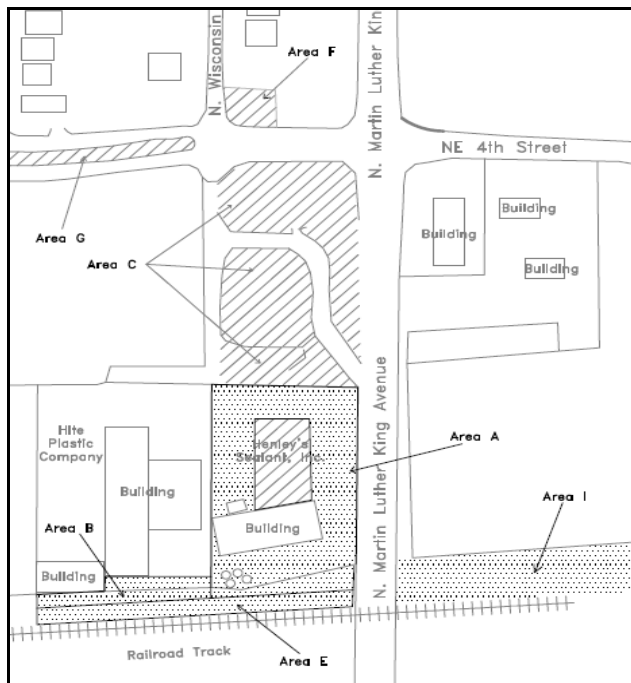 N. Wisconsin
Area F
N. Martin Luther Kin
NE 4th Street
Area G
Area C
Building
Building
Building
Hite
Plastic
Company
Henley's
Sealant, Inc.
N. Martin Luther King Avenue
Area A
Building
Area I
Area B
Building
Building
Railroad Track
Area E